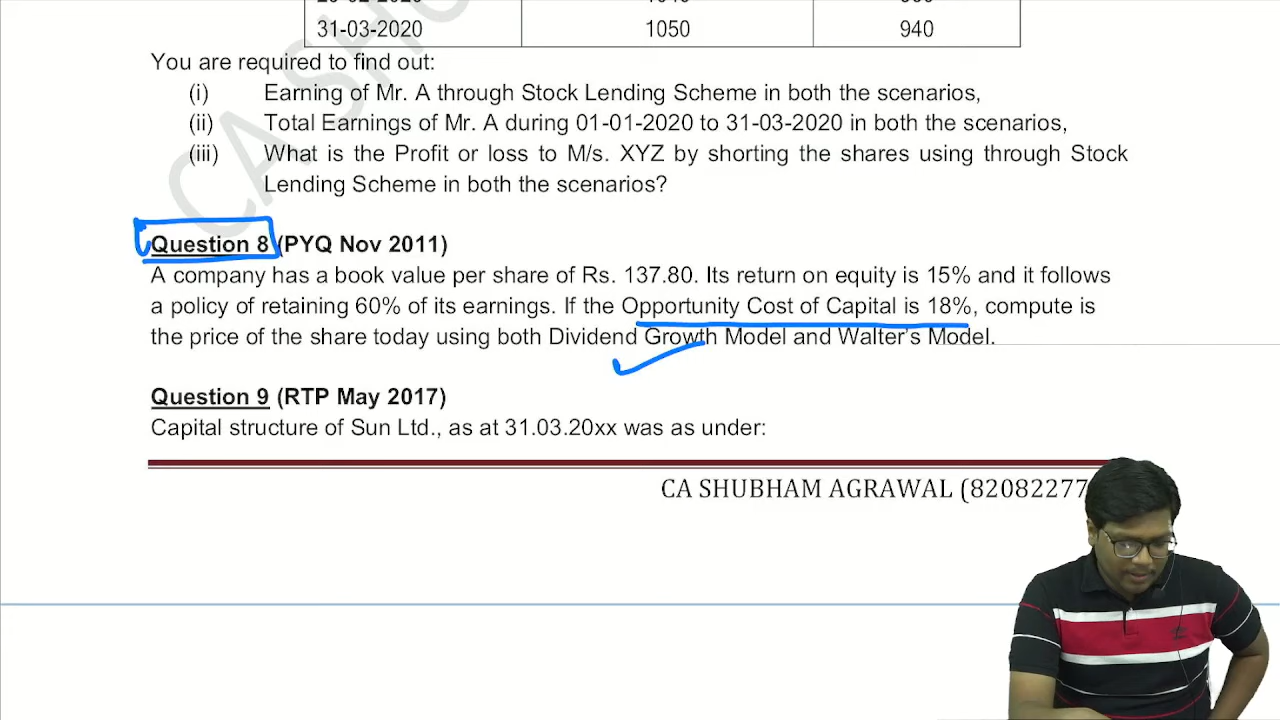 31-03-2020 1050 940
You are required to find out:
(i) Earning of Mr. A through Stock Lending Scheme in both the scenarios,
(ii) Total Earnings of Mr. A during 01-01-2020 to 31-03-2020 in both the scenarios,
(iii) What is the Profit or loss to M/s. XYZ by shorting the shares using through Stock
Lending Scheme in both the scenarios?
Question 8 (PYQ Nov 2011)
A company has a book value per share of Rs. 137.80. Its return on equity is 15% and it follows
a policy of retaining 60% of its earnings. If the Opportunity Cost of Capital is 18%, compute is
the price of the share today using both Dividend Growth Model and Walter's Model.
Question 9 (RTP May 2017)
Capital structure of Sun Ltd., as at 31.03.20xx was as under:
CA SHUBHAM AGRAWAL (82082277